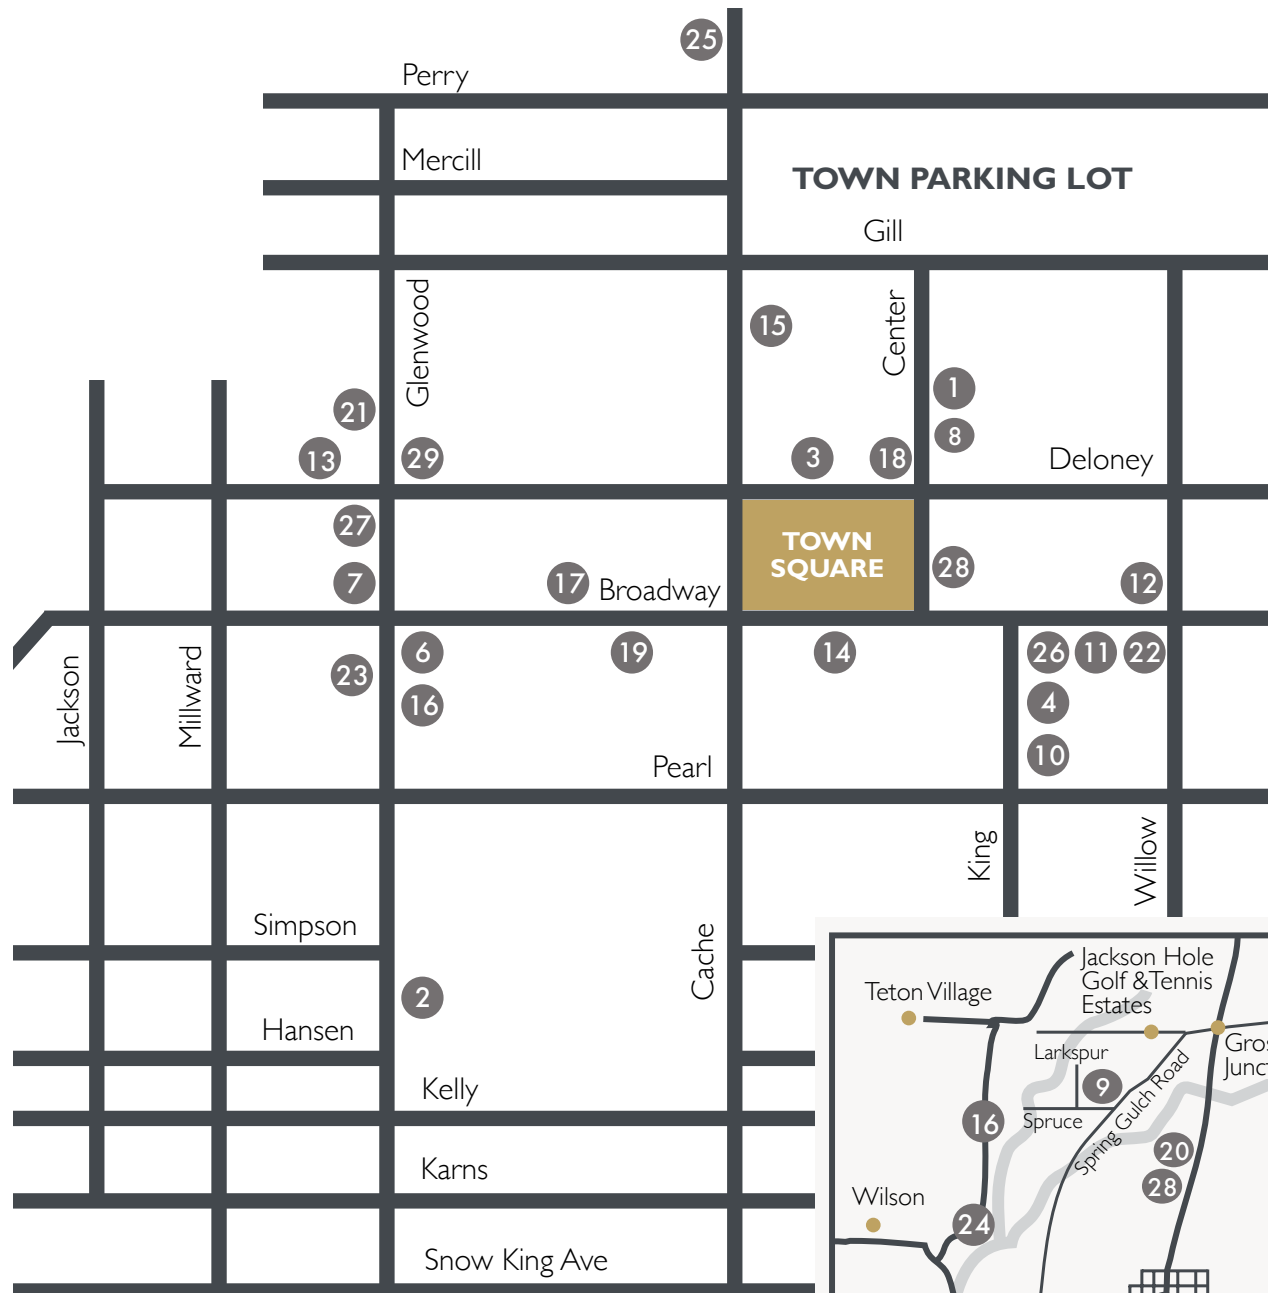 25
Perry
Mercill
TOWN PARKING LOT
Gill
Glenwood
Center
15
1
21
8
13
29
3
18
Deloney
27
TOWN
SQUARE
28
7
17
Broadway
12
6
19
14
26
11
22
23
16
4
Jackson
Millward
10
Pearl
King
Willow
Simpson
Cache
2
Hansen
Kelly
Karns
Snow King Ave
Jackson Hole
Golf & Tennis
Estates
Teton Village
Gros
Junct
Larkspur
9
Spruce
Spring Gulch Road
16
20
28
Wilson
24